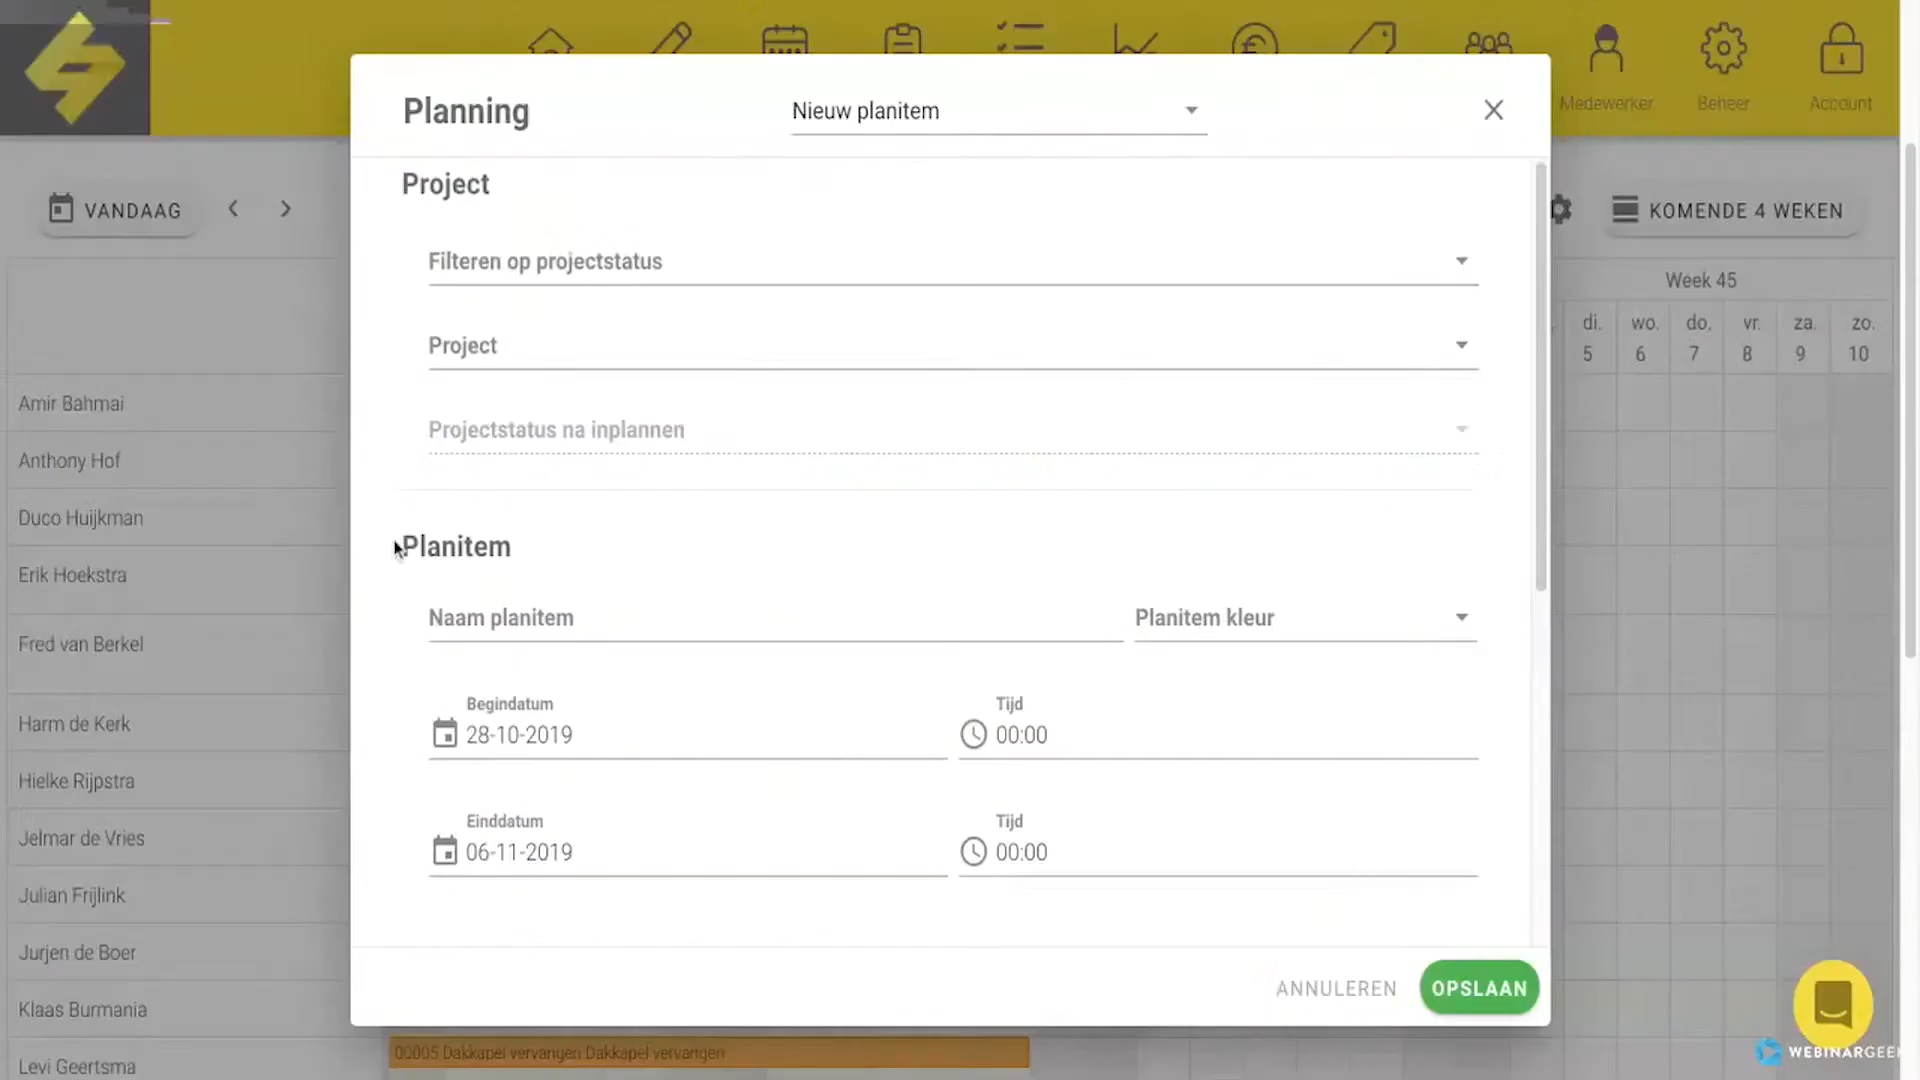 Medewerker
Beheer
Account
Planning
Nieuw planitem
Project
VANDAAG
KOMENDE 4 WEKEN
Filteren op projectstatus
Week 45
di. wo. do. vr. za. zo.
5 6 7 8 9 10
Project
Projectstatus na inplannen
Amir Bahmai
Anthony Hof
Duco Huijkman
Erik Hoekstra
Fred van Berkel
Harm de Kerk
Hielke Rijpstra
Jelmar de Vries
Julian Frijlink
Jurjen de Boer
Klaas Burmania
Levi Geertsma
Planitem
Naam planitem
Planitem kleur
Begindatum
28-10-2019
Tijd
00:00
Einddatum
06-11-2019
Tijd
00:00
ANNULEREN
OPSLAAN
00005 Dakkapel vervangen Dakkapel vervangen
WEBINARGEEK